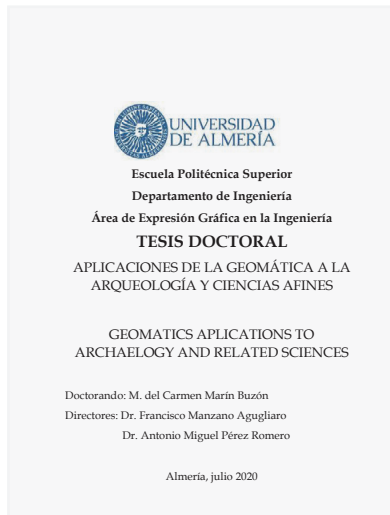 UNIVERSIDAD
DE ALMERÍA
Escuela Politécnica Superior
Departamento de Ingeniería
Área de Expresión Gráfica en la Ingeniería
TESIS DOCTORAL
APLICACIONES DE LA GEOMÁTICA A LA
ARQUEOLOGÍA Y CIENCIAS AFINES
GEOMATICS APLICATIONS TO
ARCHAELOGY AND RELATED SCIENCES
Doctorando: M. del Carmen Marín Buzón
Directores: Dr. Francisco Manzano Agugliaro
Dr. Antonio Miguel Pérez Romero
Almería, julio 2020